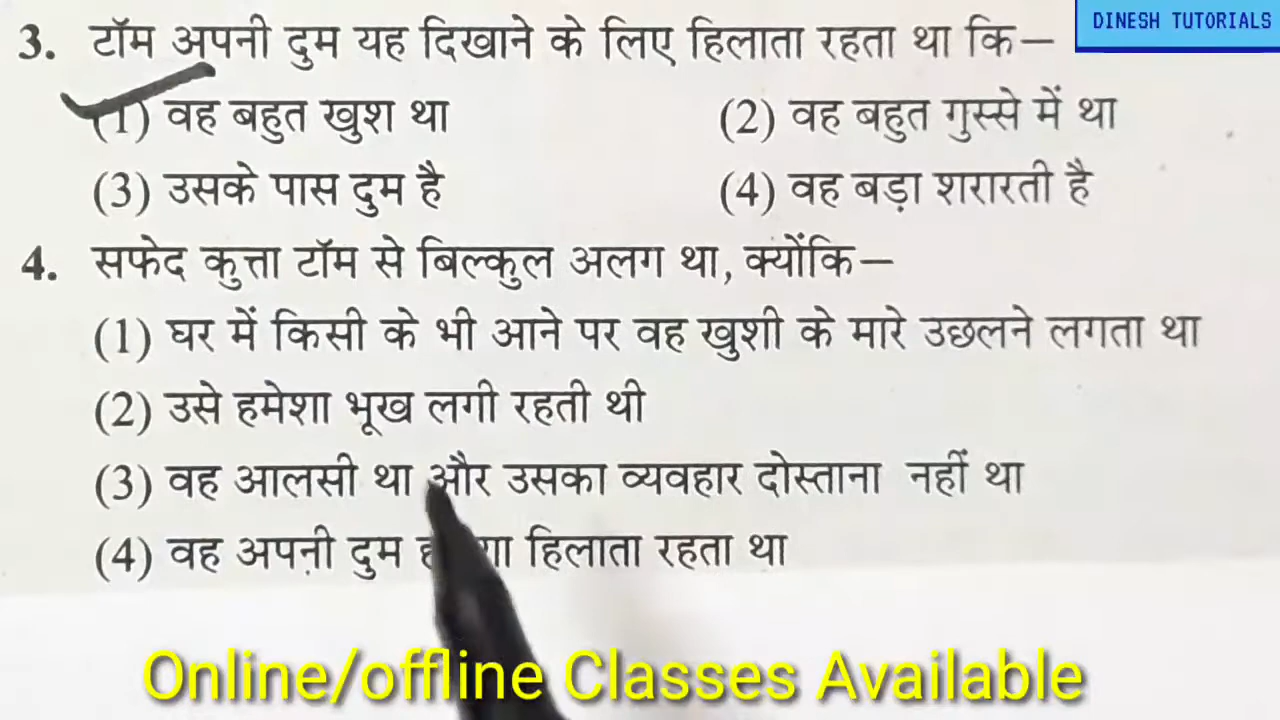 DINESH TUTORIALS
3. टॉम अपनी दुम यह दिखाने के लिए हिलाता रहता था कि–
(1) वह बहुत खुश था (2) वह बहुत गुस्से में था
(3) उसके पास दुम है (4) वह बड़ा शरारती है
4. सफेद कुत्ता टॉम से बिल्कुल अलग था, क्योंकि–
(1) घर में किसी के भी आने पर वह खुशी के मारे उछलने लगता था
(2) उसे हमेशा भूख लगी रहती थी
(3) वह आलसी था और उसका व्यवहार दोस्ताना नहीं था
(4) वह अपनी दुम हिलाता रहता था
Online/offline Classes Available